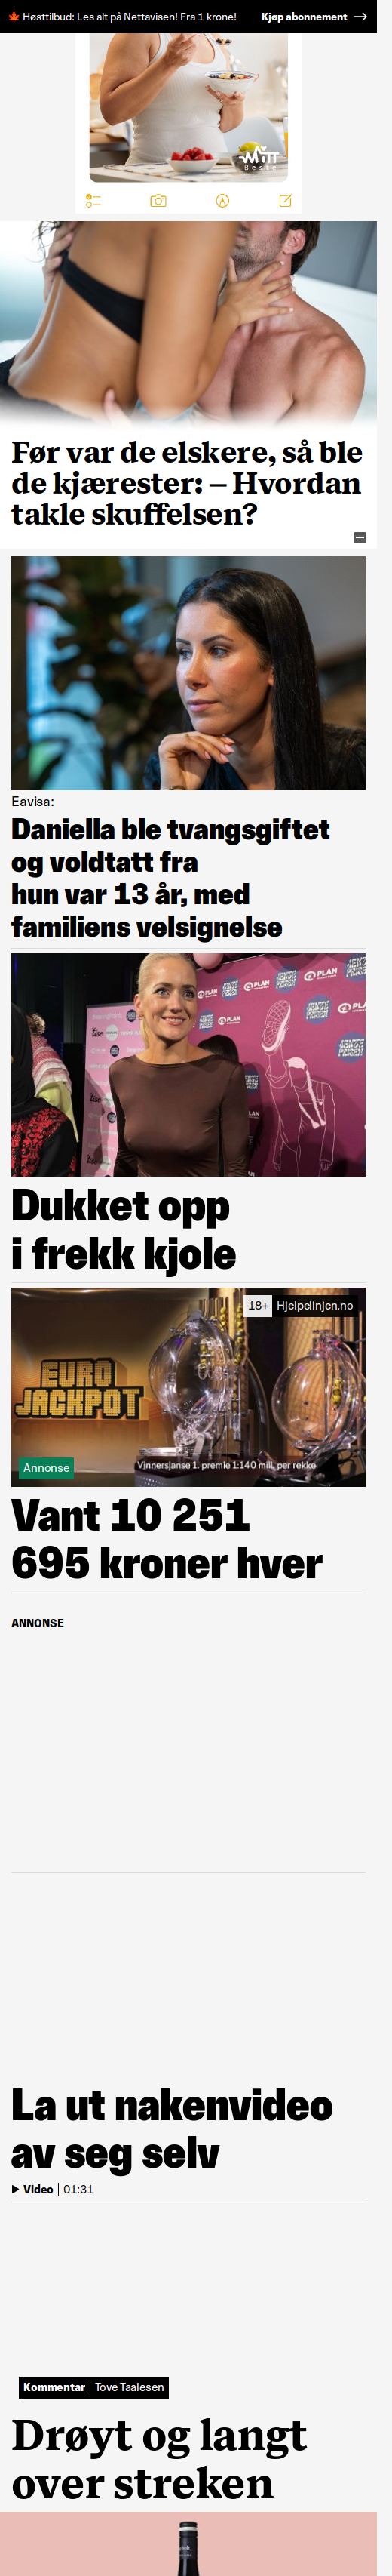 🍁 Høsttilbud: Les alt på Nettavisen! Fra 1 krone! Kjøp abonnement →
Mitt
Beste
Før var de elskere, så ble
de kjærester: – Hvordan
takle skuffelsen?
Eavisa:
Daniella ble tvangsgiftet
og voldtatt fra
hun var 13 år, med
familiens velsignelse
PLAN
PLAN
Dukket opp
i frekk kjole
18+ Hjelpelinjen.no
EURO
JACKPOT
Annonse
Vinnersjanse 1. premie 1:140 mill. per rekke
Vant 10 251
695 kroner hver
ANNONSE
La ut nakenvideo
av seg selv
Video | 01:31
Kommentar | Tove Taalesen
Drøyt og langt
over streken